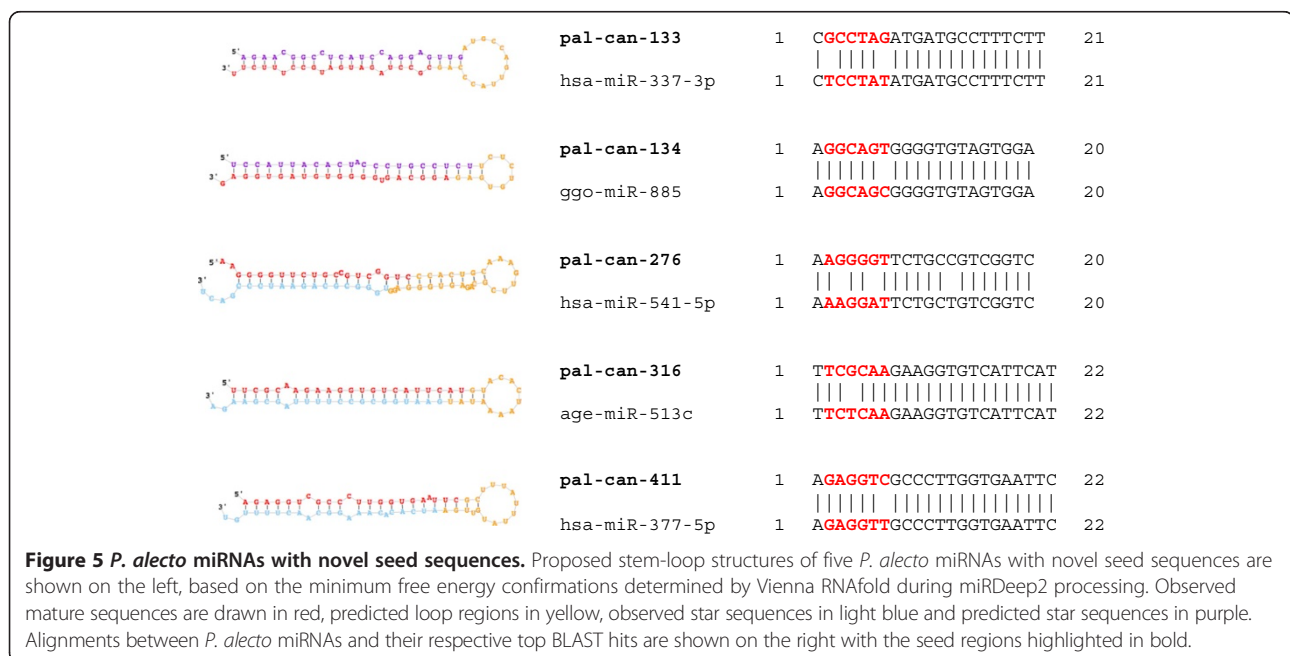 pal-can-133 1 CGCCTAGATGATGCCTTTCTT 21
| |||| ||||||||||||||
hsa-miR-337-3p 1 CTCCTATATGATGCCTTTCTT 21
pal-can-134 1 AGGCAGTGGGGTGTAGTGGA 20
|||||| |||||||||||||
ggo-miR-885 1 AGGCAGCGGGGTGTAGTGGA 20
pal-can-276 1 AAGGGGTTCTGCCGTCGGTC 20
|| || ||||||| |||||||
hsa-miR-541-5p 1 AAAGGATTCTGCTGTCGGTC 20
pal-can-316 1 TTCGCAAGAAGGTGTCATTCAT 22
||| ||||||||||||||||||
age-miR-513c 1 TTCTCAAGAAGGTGTCATTCAT 22
pal-can-411 1 AGAGGTCGCCCTTGGTGAATTC 22
|||||| |||||||||||||||
hsa-miR-377-5p 1 AGAGGTTGCCCTTGGTGAATTC 22
Figure 5 P. alecto miRNAs with novel seed sequences. Proposed stem-loop structures of five P. alecto miRNAs with novel seed sequences are
shown on the left, based on the minimum free energy confirmations determined by Vienna RNAfold during miRDeep2 processing. Observed
mature sequences are drawn in red, predicted loop regions in yellow, observed star sequences in light blue and predicted star sequences in purple.
Alignments between P. alecto miRNAs and their respective top BLAST hits are shown on the right with the seed regions highlighted in bold.